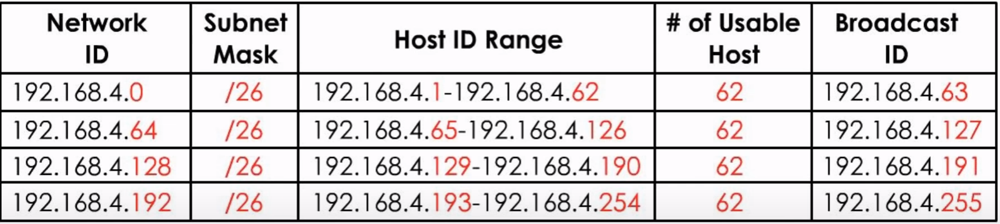 Network ID | Subnet Mask | Host ID Range | # of Usable Host | Broadcast ID
192.168.4.0 | /26 | 192.168.4.1-192.168.4.62 | 62 | 192.168.4.63
192.168.4.64 | /26 | 192.168.4.65-192.168.4.126 | 62 | 192.168.4.127
192.168.4.128 | /26 | 192.168.4.129-192.168.4.190 | 62 | 192.168.4.191
192.168.4.192 | /26 | 192.168.4.193-192.168.4.254 | 62 | 192.168.4.255